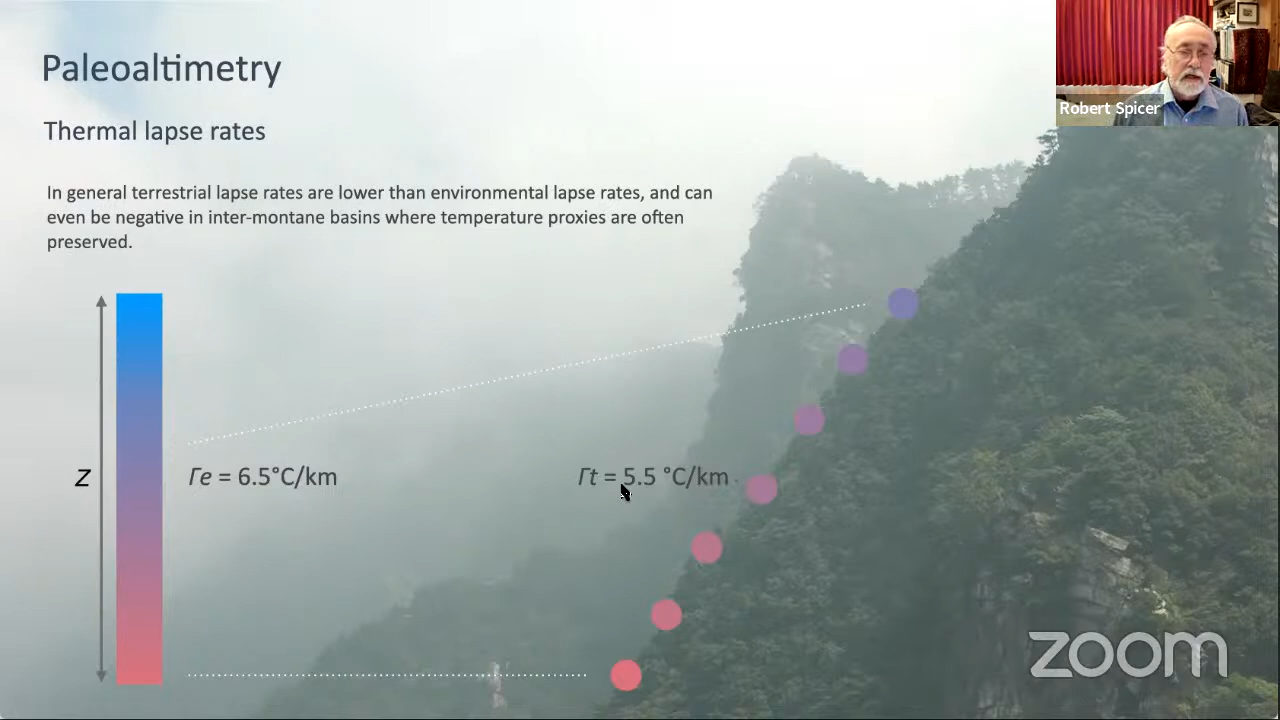 Paleoaltimetry
Robert Spicer
Thermal lapse rates
In general terrestrial lapse rates are lower than environmental lapse rates, and can
even be negative in inter-montane basins where temperature proxies are often
preserved.
Z
Γe = 6.5°C/km
Γt = 5.5 °C/km
zoom